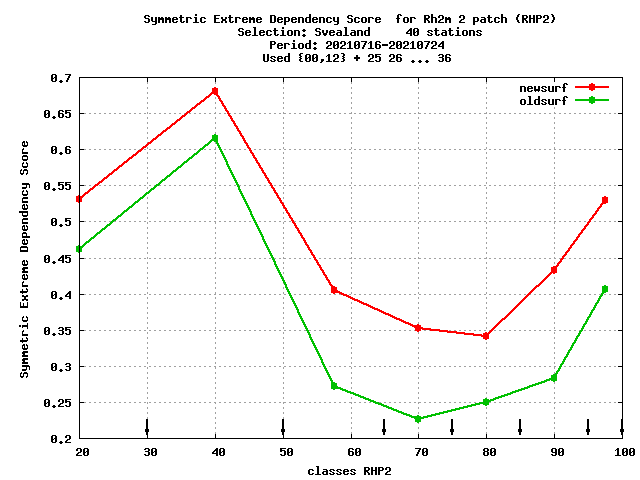 Symmetric Extreme Dependency Score  for Rh2m 2 patch (RHP2)
Selection: Svealand     40 stations
Period: 20210716-20210724
Used {00,12} + 25 26 ... 36
newsurf
oldsurf
Symmetric Extreme Dependency Score
0,7
0,65
0,6
0,55
0,5
0,45
0,4
0,35
0,3
0,25
0,2
20 30 40 50 60 70 80 90 100
classes RHP2